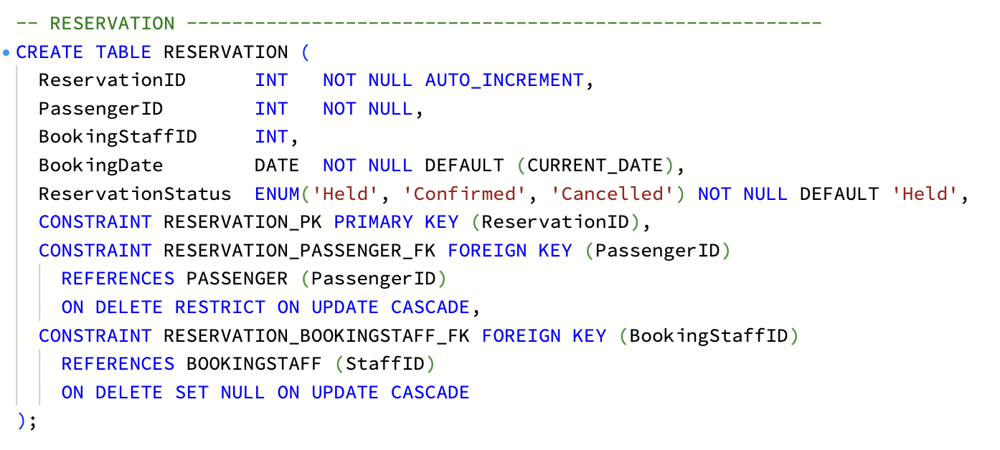 -- RESERVATION --------------------------------------------------------
CREATE TABLE RESERVATION (
  ReservationID      INT   NOT NULL AUTO_INCREMENT,
  PassengerID        INT   NOT NULL,
  BookingStaffID     INT,
  BookingDate        DATE  NOT NULL DEFAULT (CURRENT_DATE),
  ReservationStatus  ENUM('Held', 'Confirmed', 'Cancelled') NOT NULL DEFAULT 'Held',
  CONSTRAINT RESERVATION_PK PRIMARY KEY (ReservationID),
  CONSTRAINT RESERVATION_PASSENGER_FK FOREIGN KEY (PassengerID)
    REFERENCES PASSENGER (PassengerID)
    ON DELETE RESTRICT ON UPDATE CASCADE,
  CONSTRAINT RESERVATION_BOOKINGSTAFF_FK FOREIGN KEY (BookingStaffID)
    REFERENCES BOOKINGSTAFF (StaffID)
    ON DELETE SET NULL ON UPDATE CASCADE
);